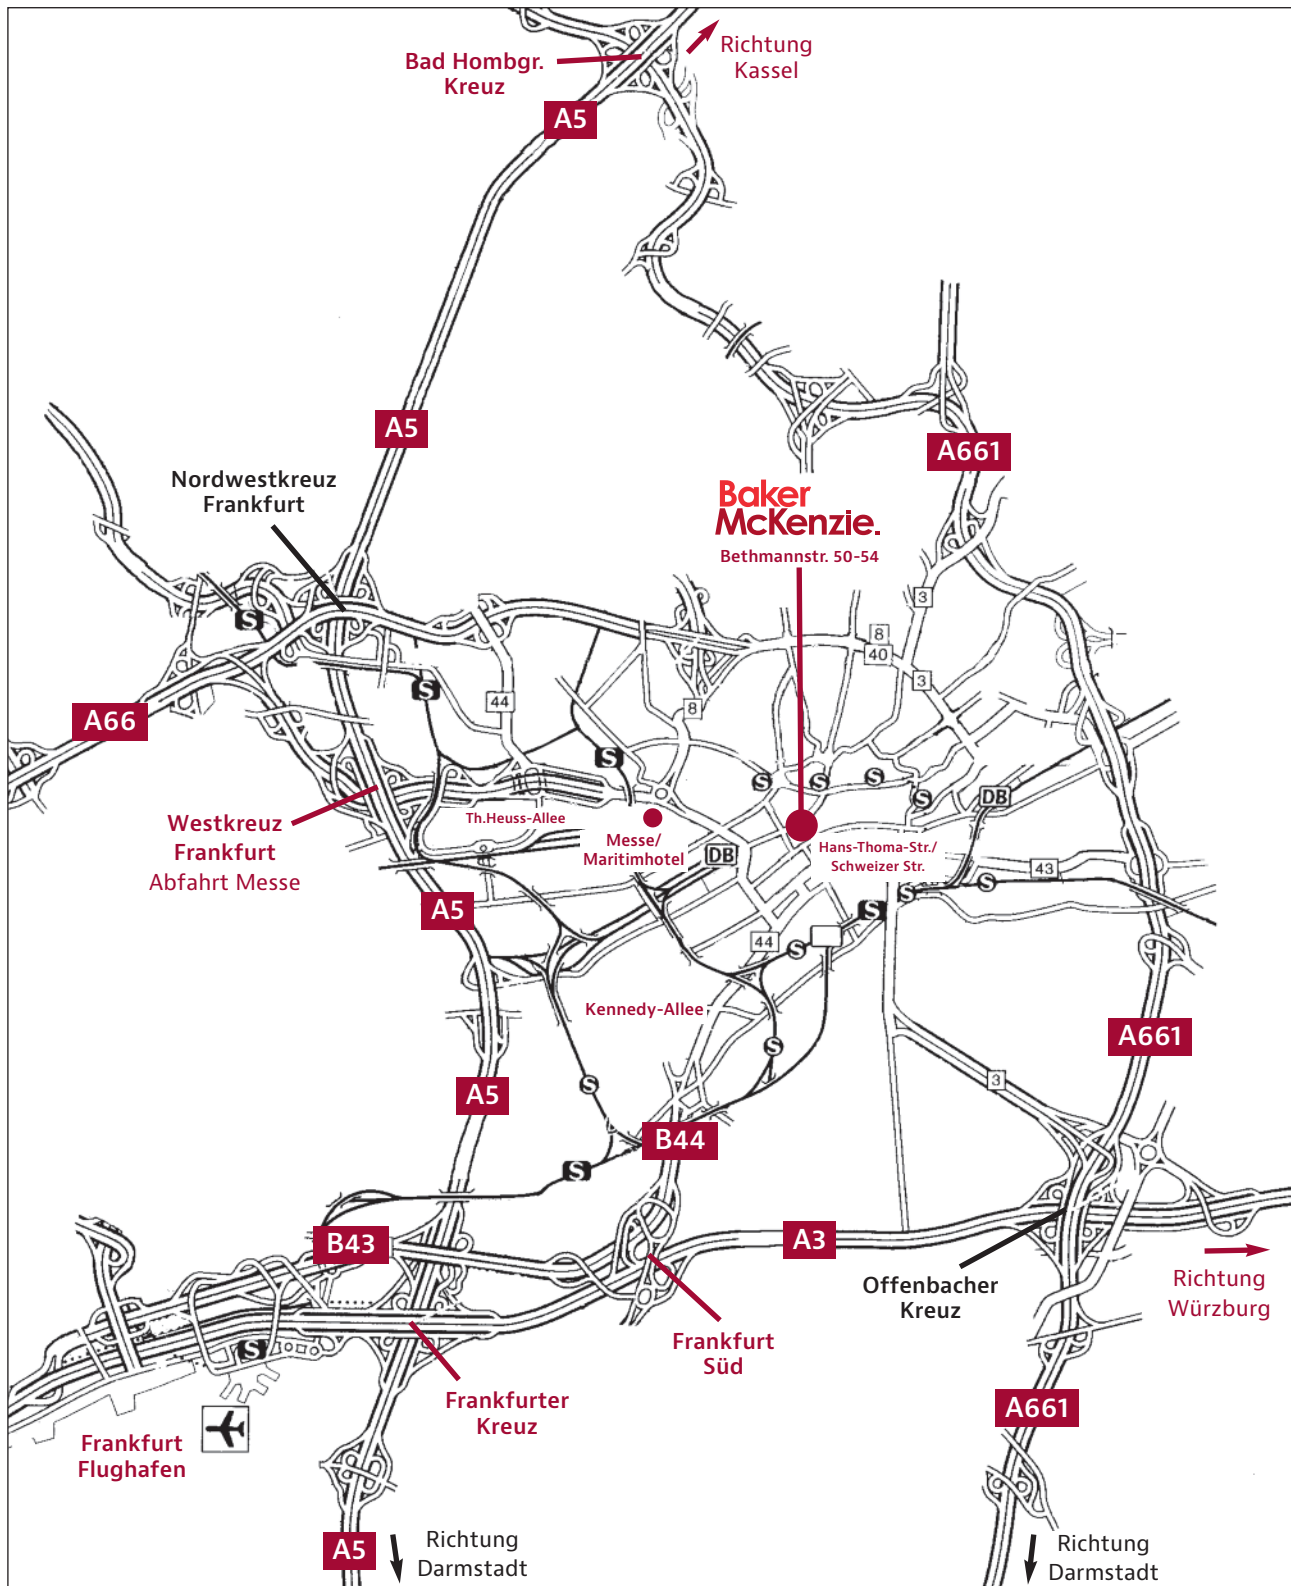 Bad Hombgr.
Kreuz
Richtung
Kassel
A5
A5
A661
Nordwestkreuz
Frankfurt
Baker
McKenzie.
Bethmannstr. 50-54
3
S
8
40
3
S
44
8
A66
S
S
S
S
S
DB
Th.Heuss-Allee
Westkreuz
Frankfurt
Abfahrt Messe
Messe/
Maritimhotel
DB
Hans-Thoma-Str./
Schweizer Str.
43
S
S
A5
S
44
S
Kennedy-Allee
A661
S
3
S
A5
B44
S
B43
A3
Offenbacher
Kreuz
Richtung
Würzburg
S
Frankfurt
Süd
Frankfurter
Kreuz
A661
Frankfurt
Flughafen
A5
Richtung
Darmstadt
Richtung
Darmstadt